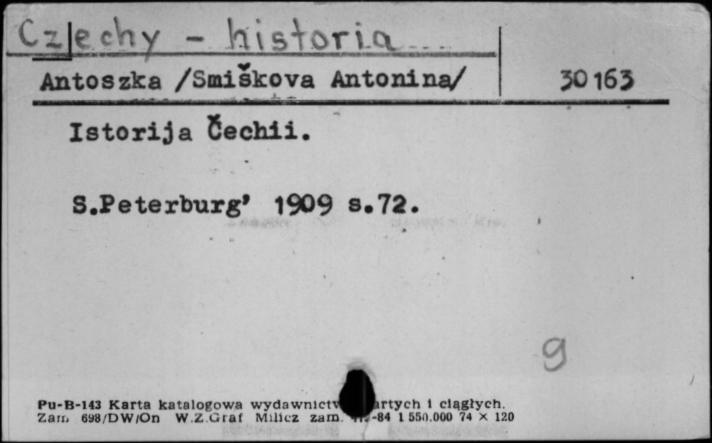 Czechy - historia
Antoszka /Smiškova Antonina/ 30163
Istorija Čechii.
S.Peterburg’ 1909 s.72.
9
Pu-B-143 Karta katalogowa wydawnictw artych i ciągłych.
Zam. 698/DW/On W.Z.Graf Milicz zam. -84 1 550.000 74 × 120